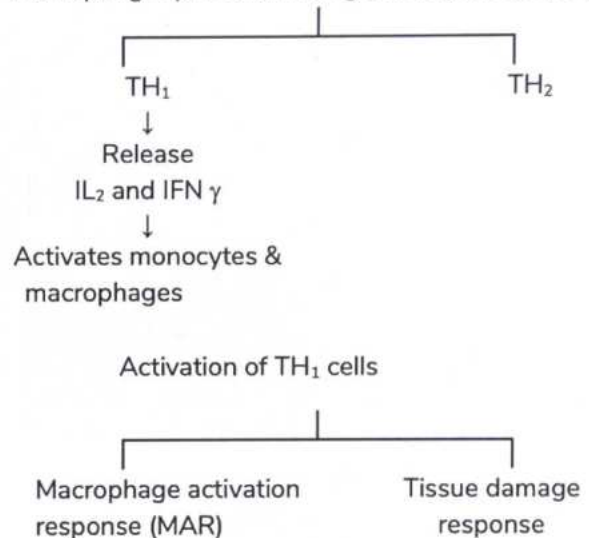 TH₁ TH₂
↓
Release
IL₂ and IFN γ
↓
Activates monocytes &
macrophages
Activation of TH₁ cells
Macrophage activation Tissue damage
response (MAR) response